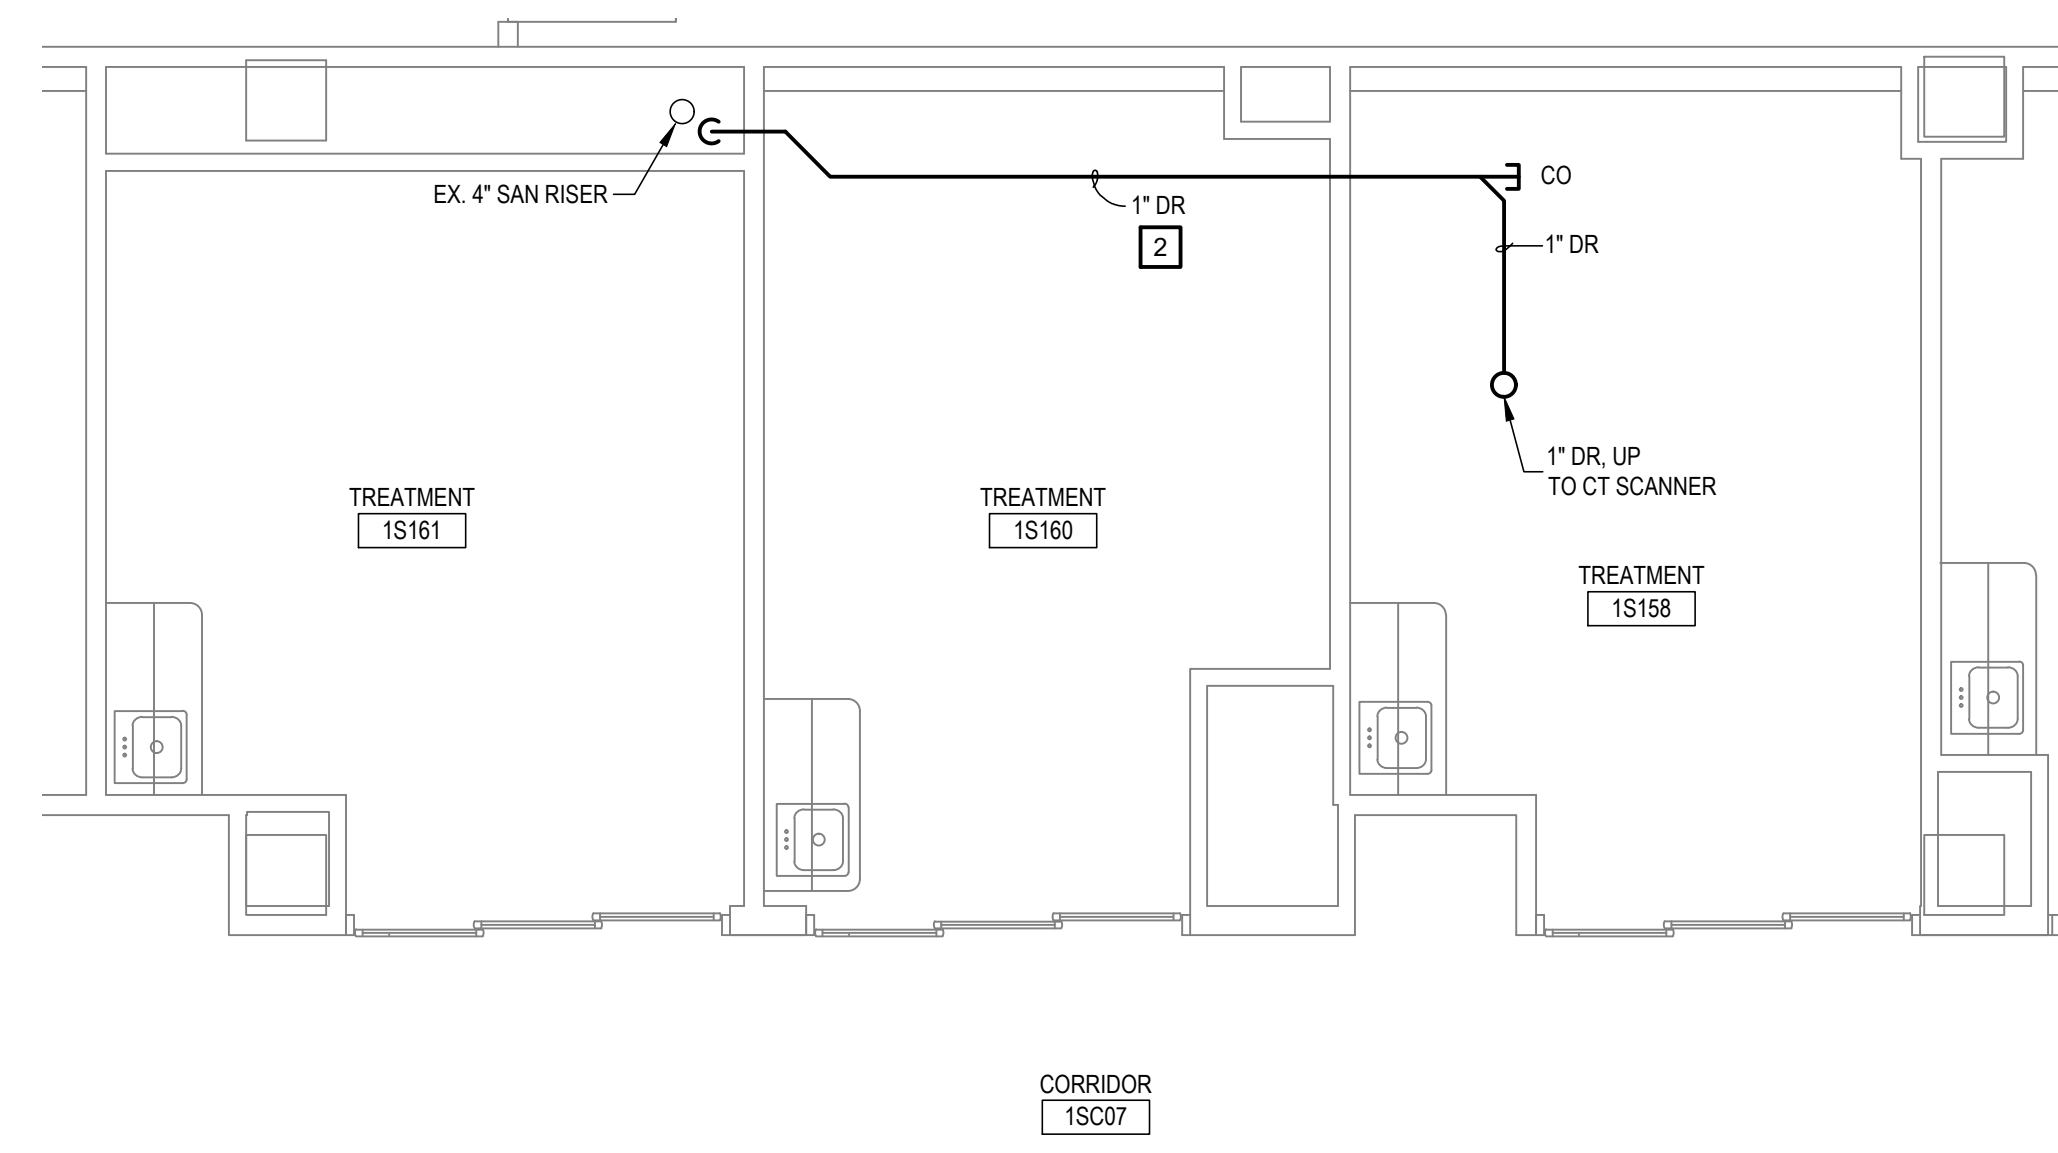 CO
EX. 4" SAN RISER
1" DR
2
1" DR
1" DR, UP
TO CT SCANNER
TREATMENT
1S161
TREATMENT
1S160
TREATMENT
1S158
CORRIDOR
1SC07